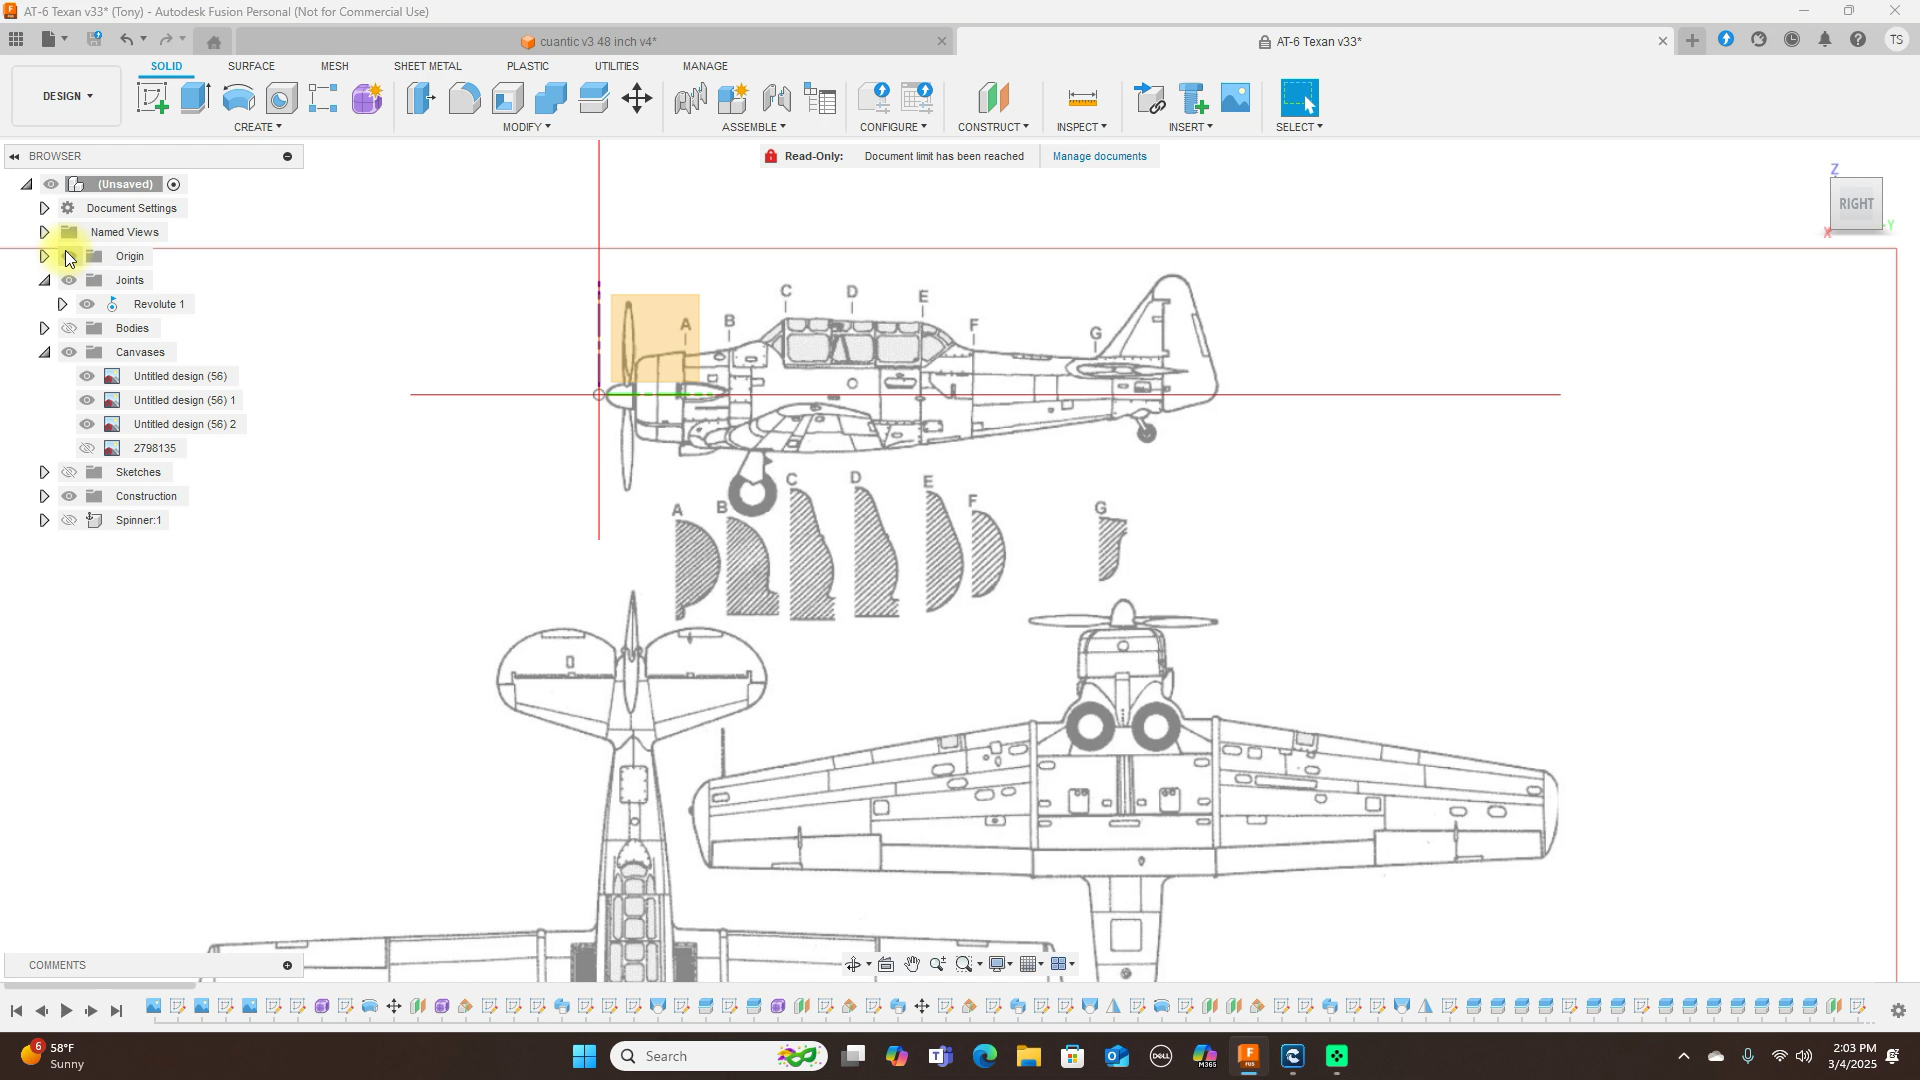 AT-6 Texan v33* (Tony) - Autodesk Fusion Personal (Not for Commercial Use)
cuantic v3 48 inch v4*
AT-6 Texan v33*
TS
DESIGN
SOLID
SURFACE
MESH
SHEET METAL
PLASTIC
UTILITIES
MANAGE
CREATE
MODIFY
ASSEMBLE
CONFIGURE
CONSTRUCT
INSPECT
INSERT
SELECT
BROWSER
Read-Only: Document limit has been reached Manage documents
(Unsaved)
Document Settings
Named Views
Origin
Joints
Revolute 1
Bodies
Canvases
Untitled design (56)
Untitled design (56) 1
Untitled design (56) 2
2798135
Sketches
Construction
Spinner:1
Z
RIGHT
X
Y
A B C D E F G
A B C D E F G
COMMENTS
6
58°F
Sunny
Search
DELL
M365
FUS
2:03 PM
3/4/2025